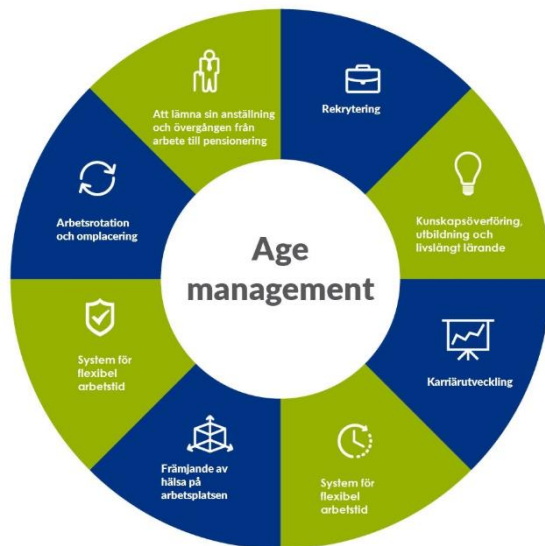 Age
management
Rekrytering
Kunskapsöverföring,
utbildning och
livslångt lärande
Karriärutveckling
System för
flexibel
arbetstid
Främjande av
hälsa på
arbetsplatsen
System för
flexibel
arbetstid
Arbetsrotation
och omplacering
Att lämna sin anställning
och övergången från
arbete till pensionering